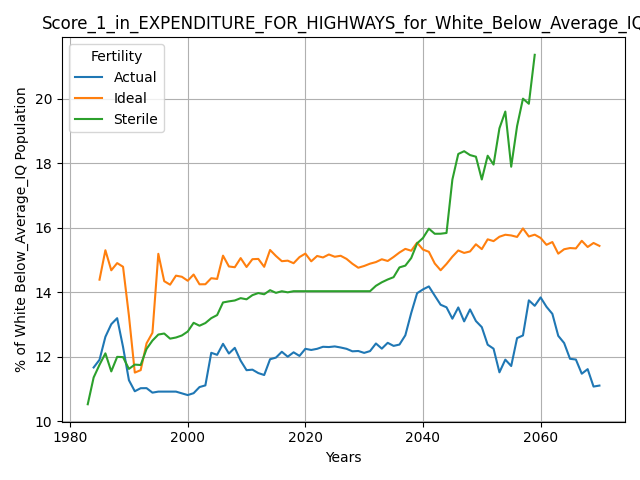 Score_1_in_EXPENDITURE_FOR_HIGHWAYS_for_White_Below_Average_IQ
Fertility
Actual
Ideal
Sterile
% of White Below_Average_IQ Population
20
18
16
14
12
10
1980
2000
2020
2040
2060
Years